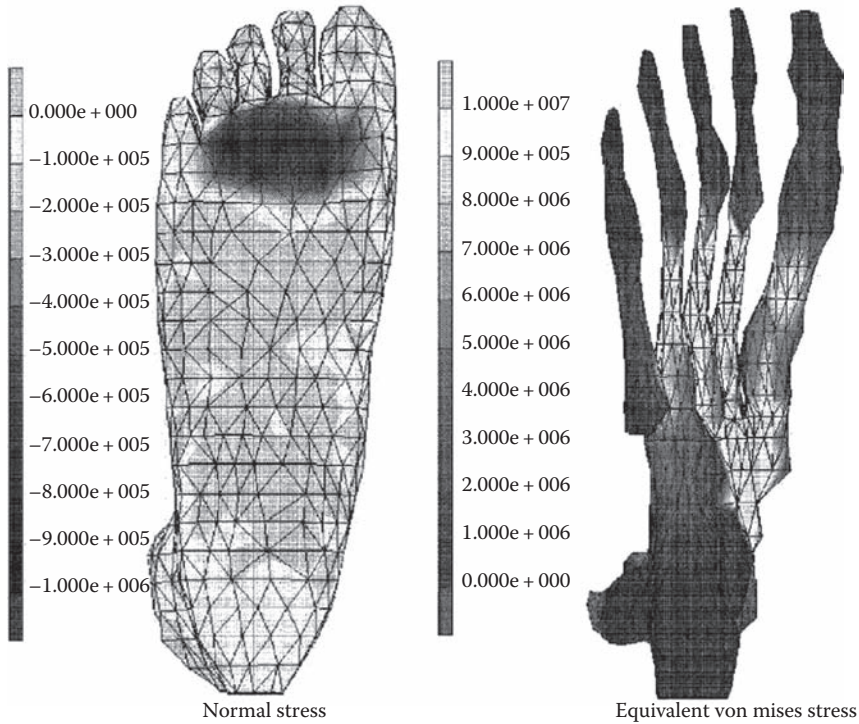 0.000e + 000
−1.000e + 005
−2.000e + 005
−3.000e + 005
−4.000e + 005
−5.000e + 005
−6.000e + 005
−7.000e + 005
−8.000e + 005
−9.000e + 005
−1.000e + 006
Normal stress
1.000e + 007
9.000e + 005
8.000e + 006
7.000e + 006
6.000e + 006
5.000e + 006
4.000e + 006
3.000e + 006
2.000e + 006
1.000e + 006
0.000e + 000
Equivalent von mises stress